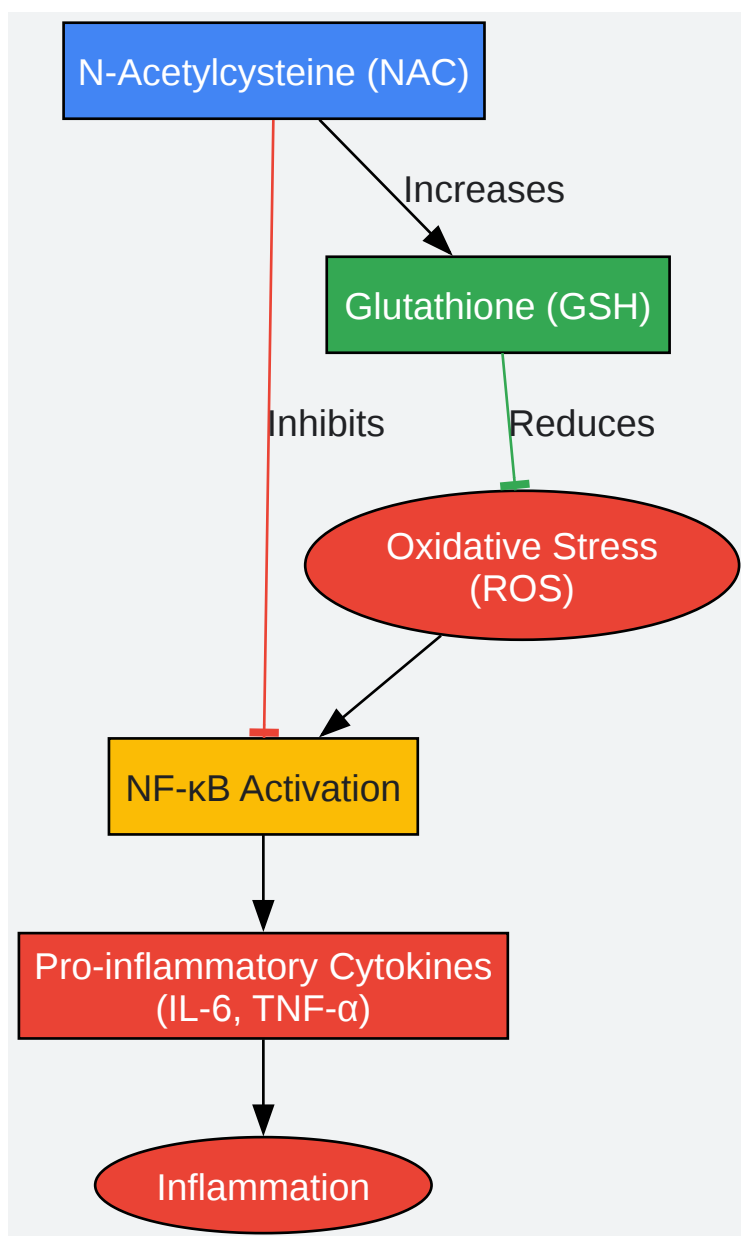 N-Acetylcysteine (NAC)
Increases
Glutathione (GSH)
Inhibits
Reduces
Oxidative Stress
(ROS)
NF-κB Activation
Pro-inflammatory Cytokines
(IL-6, TNF-α)
Inflammation